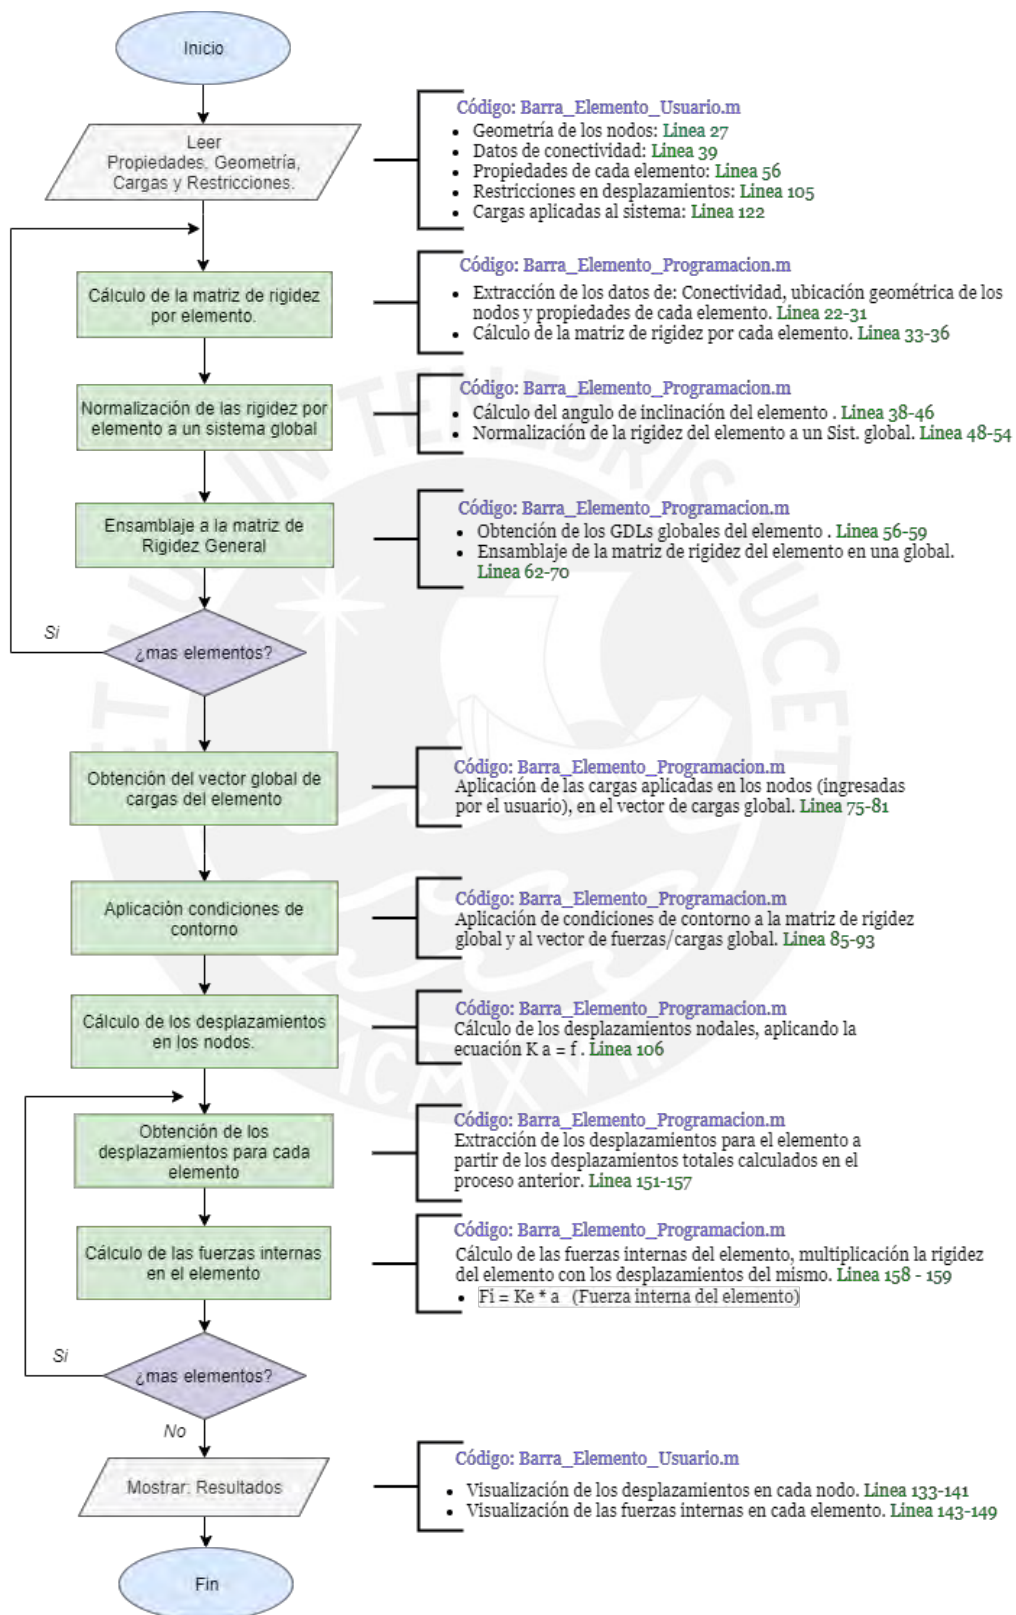 Inicio
Leer
Propiedades, Geometría,
Cargas y Restricciones.
Código: Barra_Elemento_Usuario.m
• Geometría de los nodos: Linea 27
• Datos de conectividad: Linea 39
• Propiedades de cada elemento: Linea 56
• Restricciones en desplazamientos: Linea 105
• Cargas aplicadas al sistema: Linea 122
Cálculo de la matriz de rigidez
por elemento.
Código: Barra_Elemento_Programacion.m
• Extracción de los datos de: Conectividad, ubicación geométrica de los
nodos y propiedades de cada elemento. Linea 22-31
• Cálculo de la matriz de rigidez por cada elemento. Linea 33-36
Normalización de las rigidez por
elemento a un sistema global
Código: Barra_Elemento_Programacion.m
• Cálculo del angulo de inclinación del elemento . Linea 38-46
• Normalización de la rigidez del elemento a un Sist. global. Linea 48-54
Ensamblaje a la matriz de
Rigidez General
Código: Barra_Elemento_Programacion.m
• Obtención de los GDLs globales del elemento . Linea 56-59
• Ensamblaje de la matriz de rigidez del elemento en una global.
Linea 62-70
Si
¿mas elementos?
Obtención del vector global de
cargas del elemento
Código: Barra_Elemento_Programacion.m
Aplicación de las cargas aplicadas en los nodos (ingresadas
por el usuario), en el vector de cargas global. Linea 75-81
Aplicación condiciones de
contorno
Código: Barra_Elemento_Programacion.m
Aplicación de condiciones de contorno a la matriz de rigidez
global y al vector de fuerzas/cargas global. Linea 85-93
Cálculo de los desplazamientos
en los nodos.
Código: Barra_Elemento_Programacion.m
Cálculo de los desplazamientos nodales, aplicando la
ecuación K a = f . Linea 106
Obtención de los
desplazamientos para cada
elemento
Código: Barra_Elemento_Programacion.m
Extracción de los desplazamientos para el elemento a
partir de los desplazamientos totales calculados en el
proceso anterior. Linea 151-157
Cálculo de las fuerzas internas
en el elemento
Código: Barra_Elemento_Programacion.m
Cálculo de las fuerzas internas del elemento, multiplicación la rigidez
del elemento con los desplazamientos del mismo. Linea 158 - 159
• Fi = Ke * a (Fuerza interna del elemento)
Si
¿mas elementos?
No
Mostrar: Resultados
Código: Barra_Elemento_Usuario.m
• Visualización de los desplazamientos en cada nodo. Linea 133-141
• Visualización de las fuerzas internas en cada elemento. Linea 143-149
Fin
ET LUX IN TENEBRIS LUCET